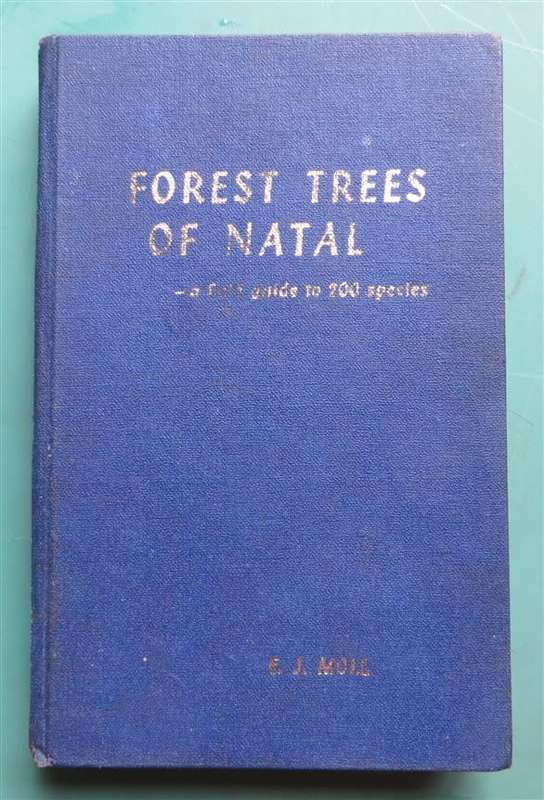 FOREST TREES
OF NATAL
– a field guide to 200 species
E. J. MOLL